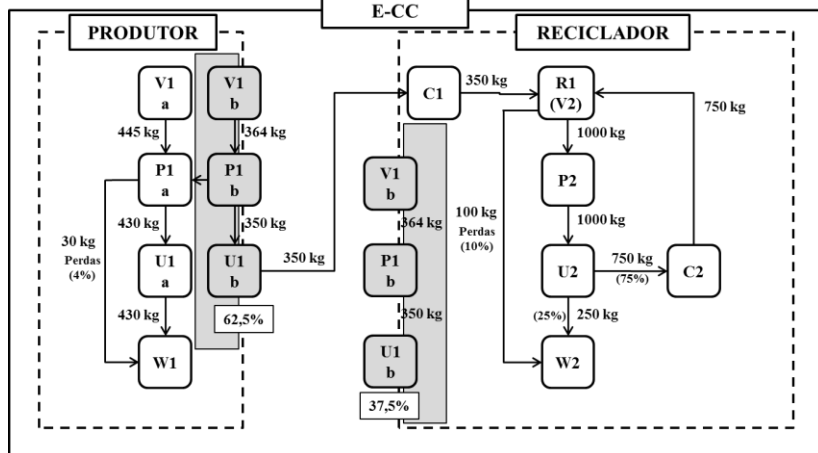 E-CC
PRODUTOR
RECICLADOR
V1
a
V1
b
445 kg
364 kg
P1
a
P1
b
430 kg
350 kg
30 kg
Perdas
(4%)
U1
a
U1
b
350 kg
430 kg
62,5%
W1
C1
350 kg
R1
(V2)
750 kg
1000 kg
V1
b
P2
364 kg
100 kg
Perdas
(10%)
1000 kg
P1
b
U2
750 kg
(75%)
C2
350 kg
(25%)
250 kg
U1
b
W2
37,5%